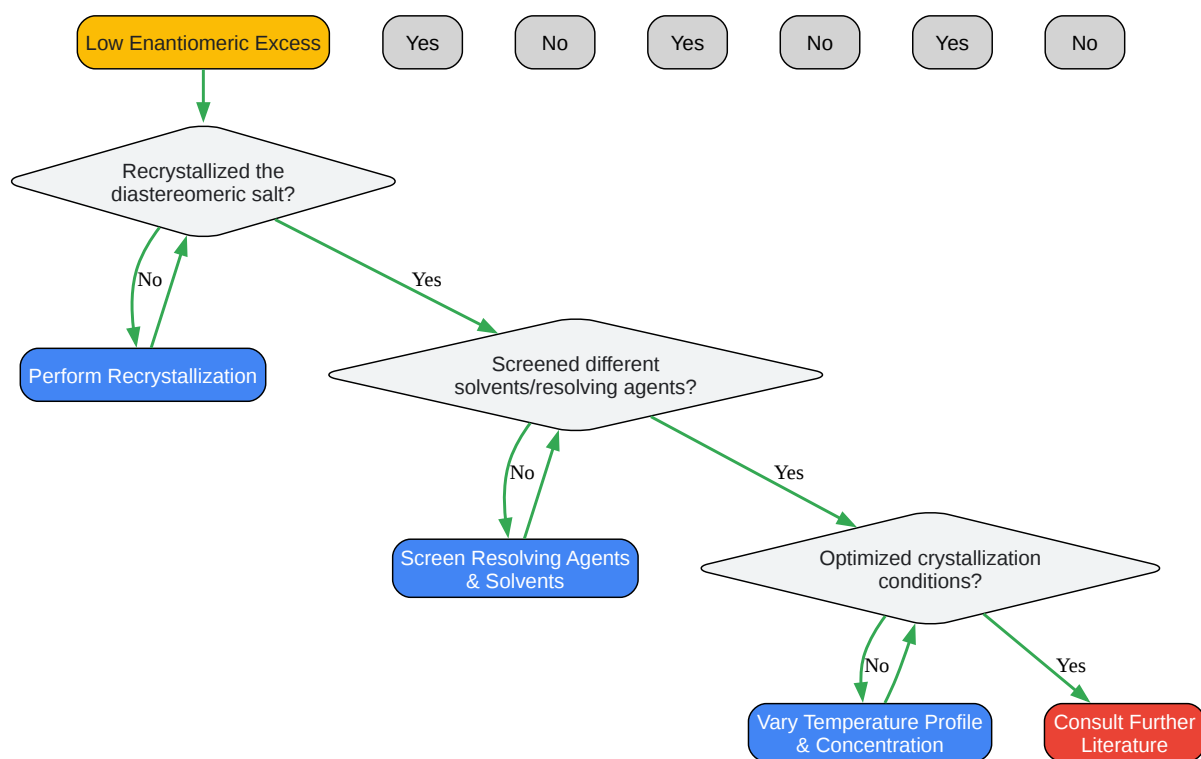 Low Enantiomeric Excess
Yes
No
Yes
No
Yes
No
Recrystallized the
diastereomeric salt?
No
Yes
Perform Recrystallization
Screened different
solvents/resolving agents?
No
Yes
Screen Resolving Agents
& Solvents
Optimized crystallization
conditions?
No
Yes
Vary Temperature Profile
& Concentration
Consult Further
Literature